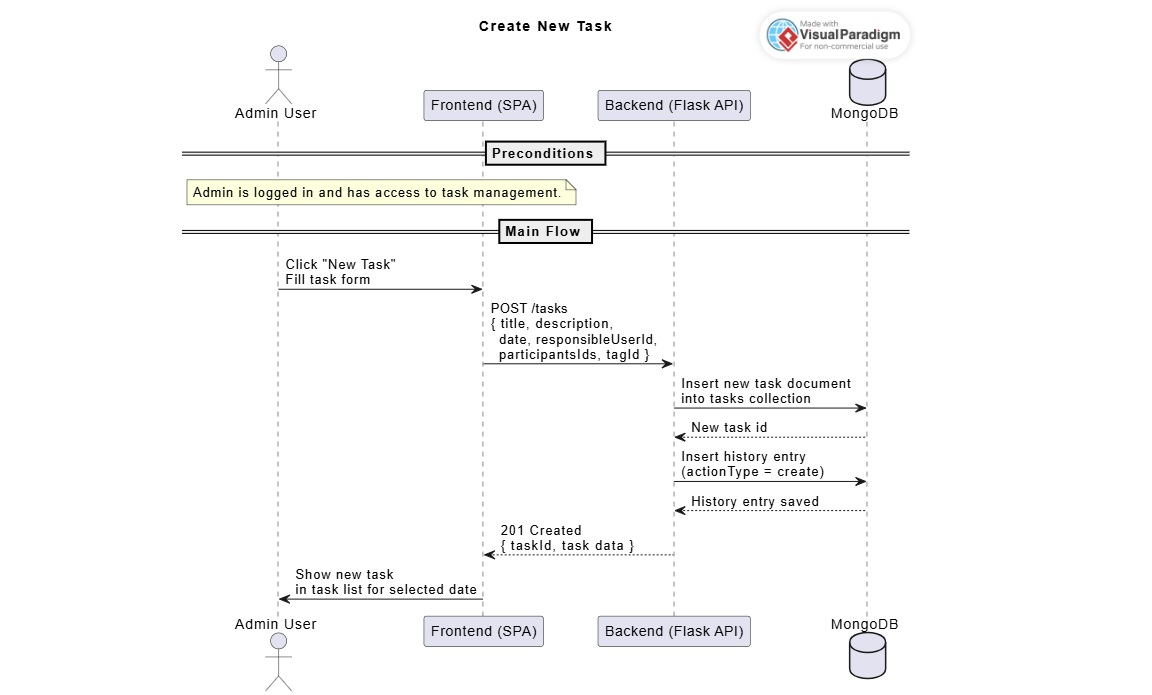 Create New Task
Made with
VisualParadigm
For non-commercial use
Admin User
Frontend (SPA)
Backend (Flask API)
MongoDB
Preconditions
Admin is logged in and has access to task management.
Main Flow
Click "New Task"
Fill task form
POST /tasks
{ title, description,
date, responsibleUserId,
participantsIds, tagId }
Insert new task document
into tasks collection
New task id
Insert history entry
(actionType = create)
History entry saved
201 Created
{ taskId, task data }
Show new task
in task list for selected date
Admin User
Frontend (SPA)
Backend (Flask API)
MongoDB